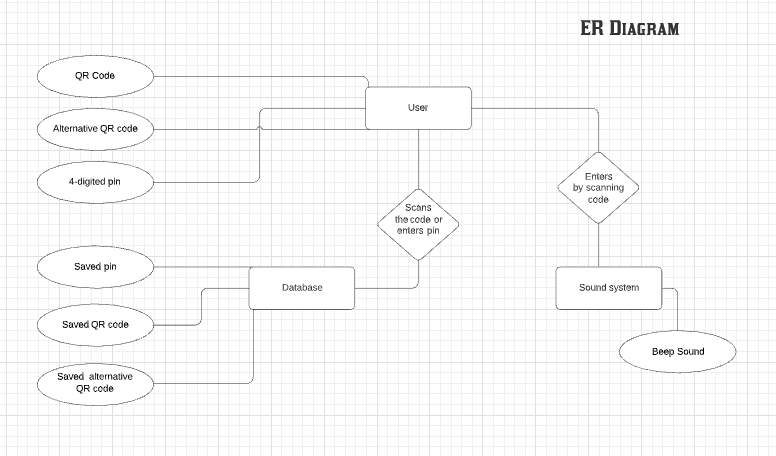 ER Diagram
QR Code
User
Alternative QR code
4-digited pin
Enters
by scanning
code
Scans
the code or
enters pin
Saved pin
Database
Sound system
Saved QR code
Beep Sound
Saved alternative
QR code